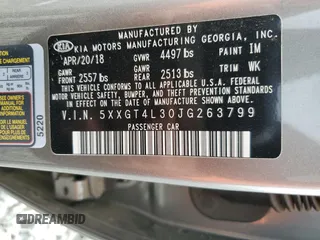 MANUFACTURED BY
KIA KIA MOTORS MANUFACTURING GEORGIA, INC.
APR/20/18 GVWR 4497 lbs PAINT IM
GAWR FRONT 2557 lbs GAWR REAR 2513 lbs TRIM WK
THIS VEHICLE CONFORMS TO ALL APPLICABLE FEDERAL MOTOR
VEHICLE SAFETY, BUMPER, AND THEFT PREVENTION STANDARDS
IN EFFECT ON THE DATE OF MANUFACTURE SHOWN ABOVE.
V.I.N. 5XXGT4L30JG263799
PASSENGER CAR
5220
DREAMBID